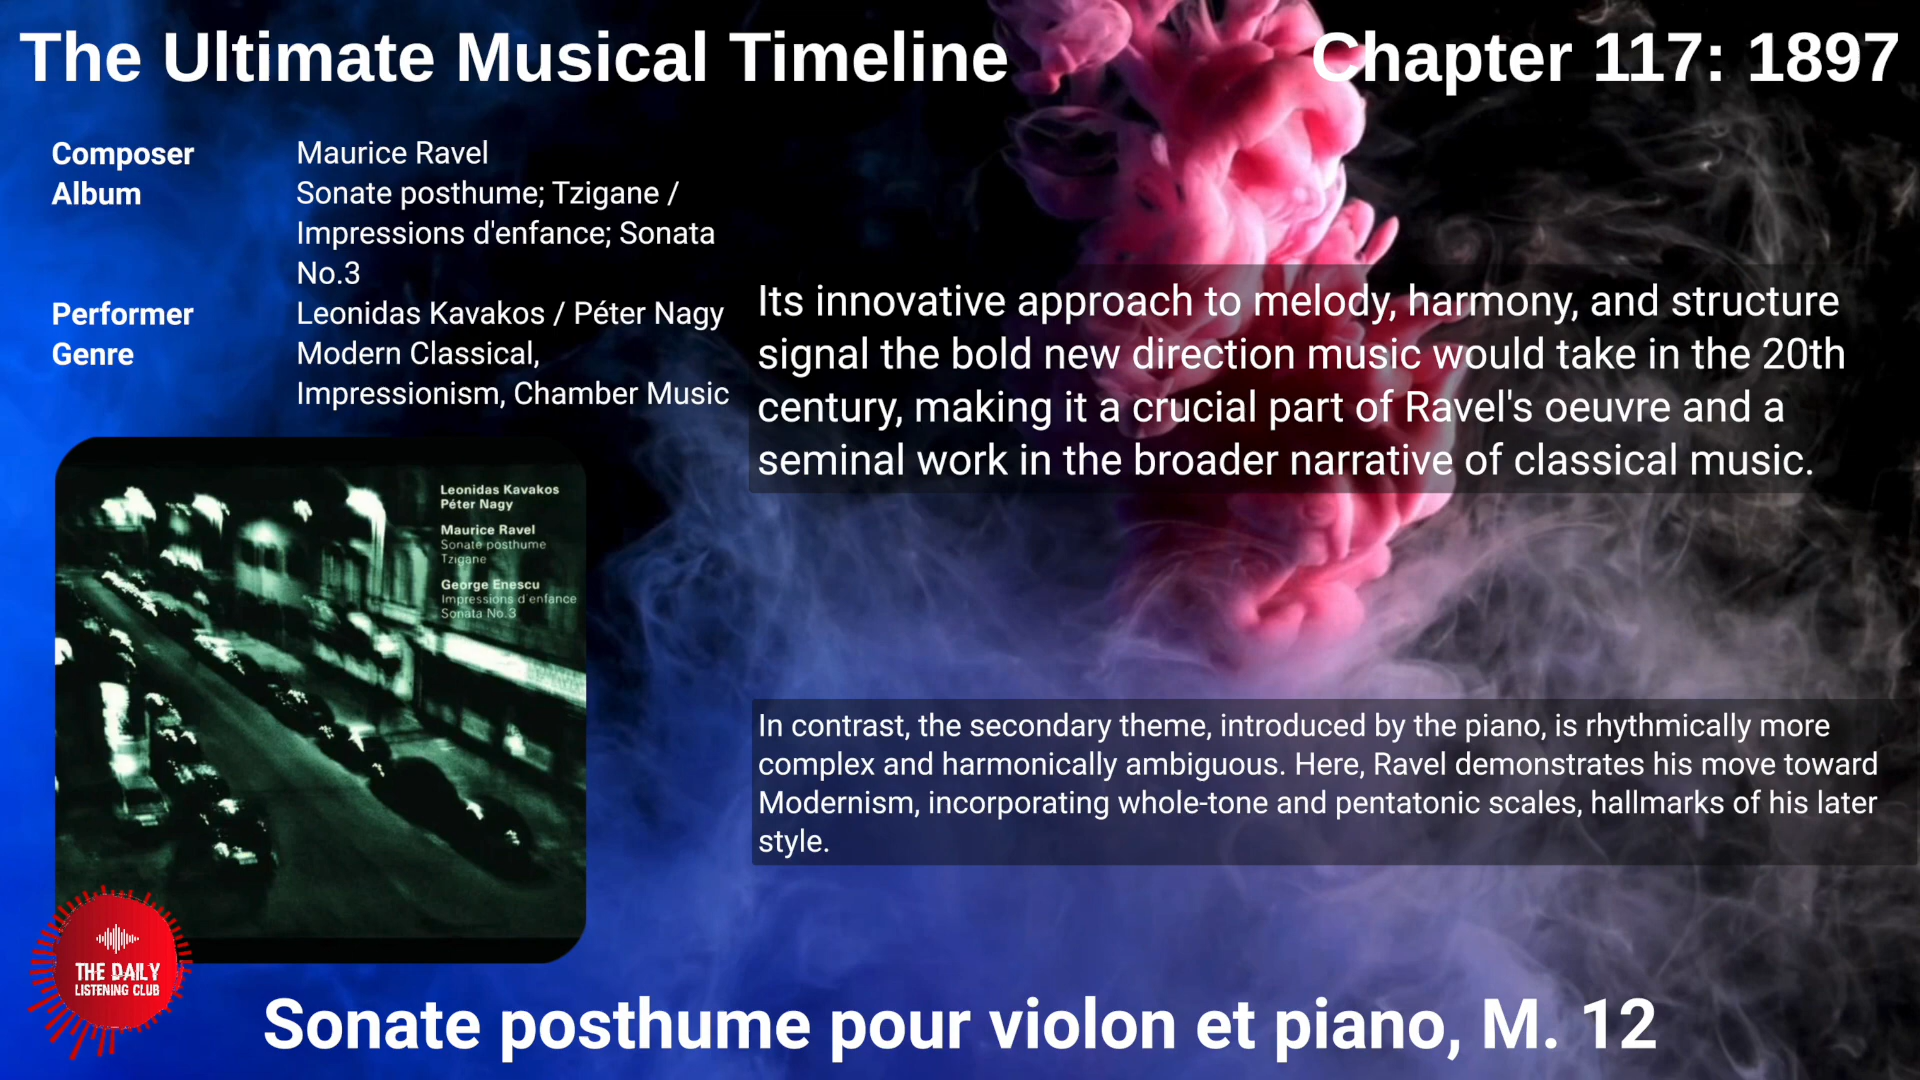 The Ultimate Musical Timeline
Chapter 117: 1897
Composer Maurice Ravel
Album Sonate posthume; Tzigane /
Impressions d'enfance; Sonata
No.3
Performer Leonidas Kavakos / Péter Nagy
Genre Modern Classical,
Impressionism, Chamber Music
Its innovative approach to melody, harmony, and structure
signal the bold new direction music would take in the 20th
century, making it a crucial part of Ravel's oeuvre and a
seminal work in the broader narrative of classical music.
Leonidas Kavakos
Péter Nagy
Maurice Ravel
Sonate posthume
Tzigane
George Enescu
Impressions d'enfance
Sonata No.3
In contrast, the secondary theme, introduced by the piano, is rhythmically more
complex and harmonically ambiguous. Here, Ravel demonstrates his move toward
Modernism, incorporating whole-tone and pentatonic scales, hallmarks of his later
style.
THE DAILY
LISTENING CLUB
Sonate posthume pour violon et piano, M. 12